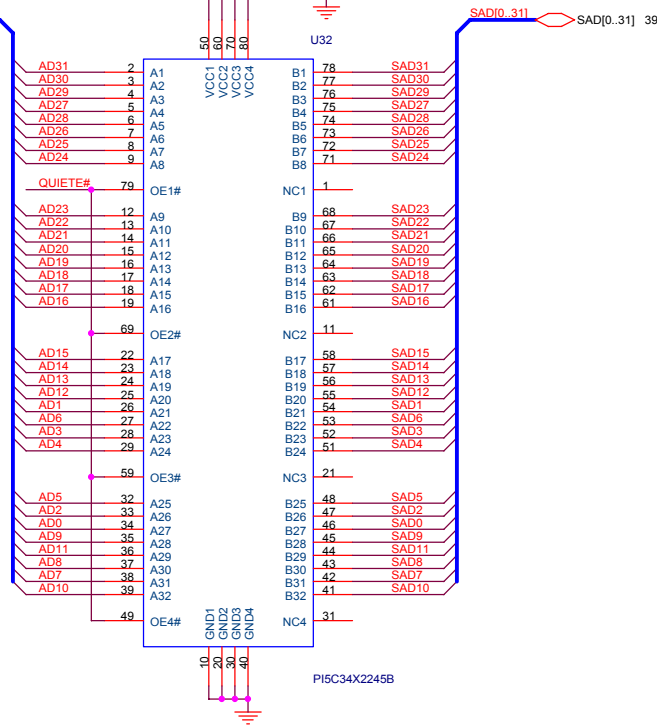 SAD[0..31] SAD[0..31] 39
U32
50 60 70 80
VCC1 VCC2 VCC3 VCC4
AD31 2 A1 B1 78 SAD31
AD30 3 A2 B2 77 SAD30
AD29 4 A3 B3 76 SAD29
AD27 5 A4 B4 75 SAD27
AD28 6 A5 B5 74 SAD28
AD26 7 A6 B6 73 SAD26
AD25 8 A7 B7 72 SAD25
AD24 9 A8 B8 71 SAD24
QUIETE# 79 OE1# NC1 1
AD23 12 A9 B9 68 SAD23
AD22 13 A10 B10 67 SAD22
AD21 14 A11 B11 66 SAD21
AD20 15 A12 B12 65 SAD20
AD19 16 A13 B13 64 SAD19
AD18 17 A14 B14 63 SAD18
AD17 18 A15 B15 62 SAD17
AD16 19 A16 B16 61 SAD16
69 OE2# NC2 11
AD15 22 A17 B17 58 SAD15
AD14 23 A18 B18 57 SAD14
AD13 24 A19 B19 56 SAD13
AD12 25 A20 B20 55 SAD12
AD1 26 A21 B21 54 SAD1
AD6 27 A22 B22 53 SAD6
AD3 28 A23 B23 52 SAD3
AD4 29 A24 B24 51 SAD4
59 OE3# NC3 21
AD5 32 A25 B25 48 SAD5
AD2 33 A26 B26 47 SAD2
AD0 34 A27 B27 46 SAD0
AD9 35 A28 B28 45 SAD9
AD11 36 A29 B29 44 SAD11
AD8 37 A30 B30 43 SAD8
AD7 38 A31 B31 42 SAD7
AD10 39 A32 B32 41 SAD10
49 OE4# NC4 31
GND1 GND2 GND3 GND4
10 20 30 40
PI5C34X2245B